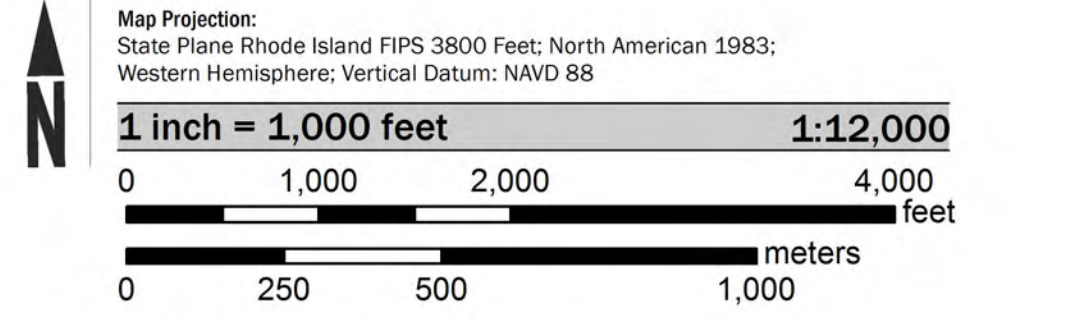 N
Map Projection:
State Plane Rhode Island FIPS 3800 Feet; North American 1983;
Western Hemisphere; Vertical Datum: NAVD 88
1 inch = 1,000 feet 1:12,000
0 1,000 2,000 4,000
feet
meters
0 250 500 1,000